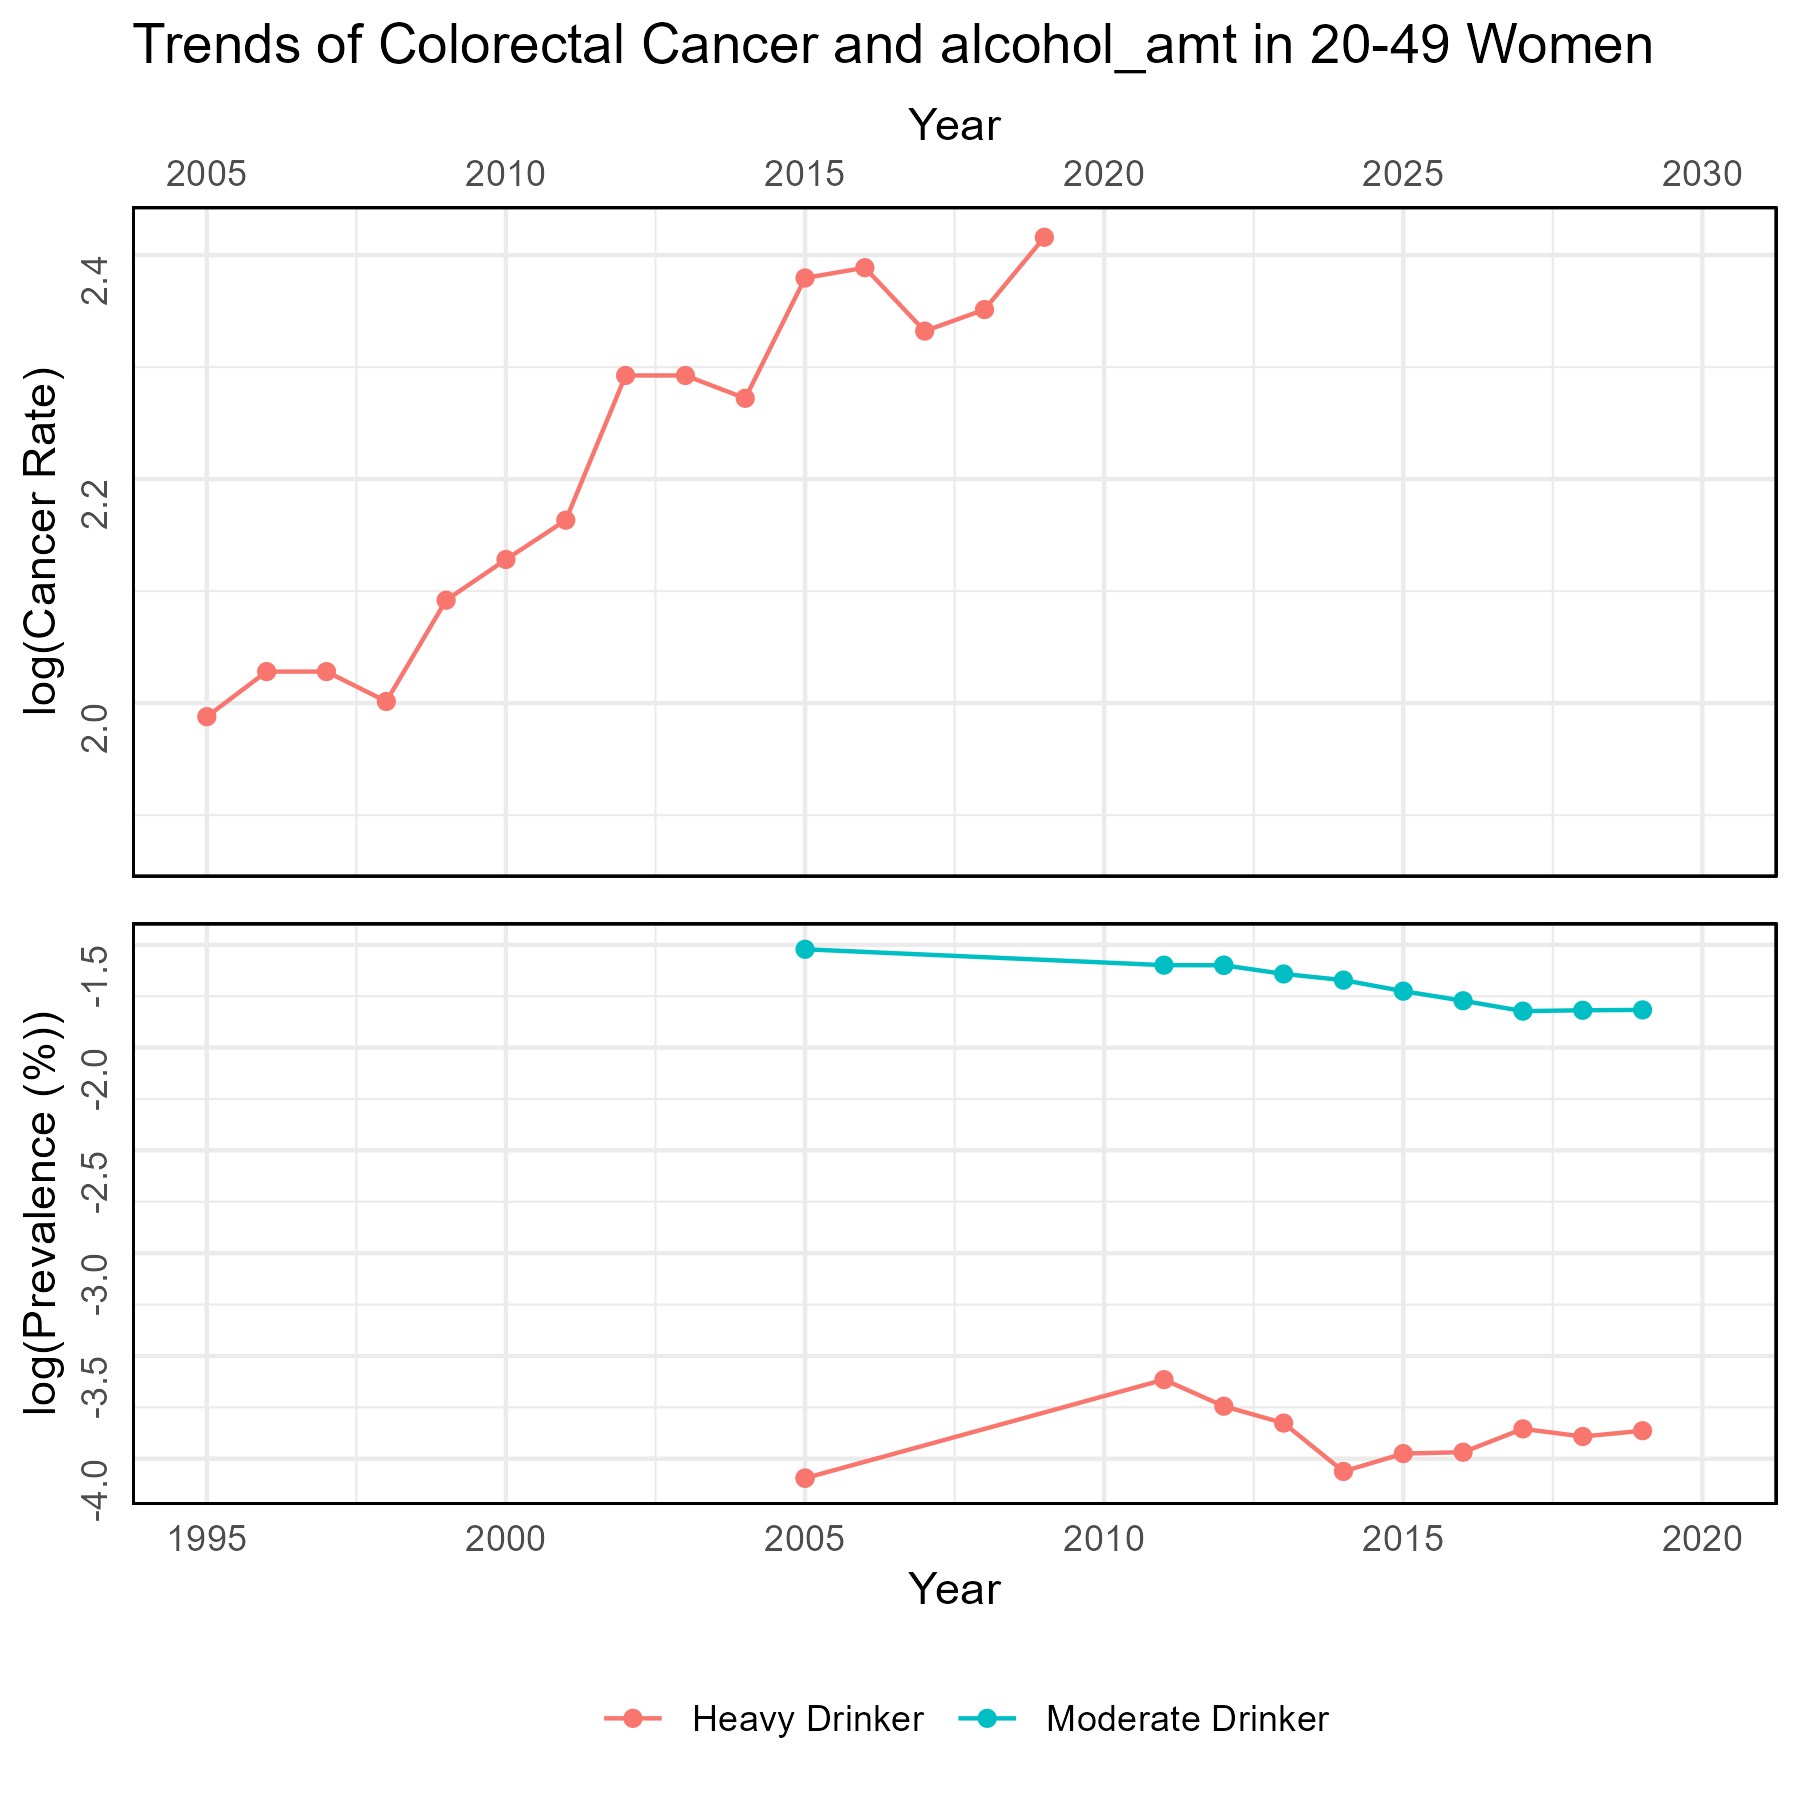 Trends of Colorectal Cancer and alcohol_amt in 20-49 Women
Year
2005 2010 2015 2020 2025 2030
log(Cancer Rate)
2.4
2.2
2.0
log(Prevalence (%))
-1.5
-2.0
-2.5
-3.0
-3.5
-4.0
1995 2000 2005 2010 2015 2020
Year
Heavy Drinker Moderate Drinker